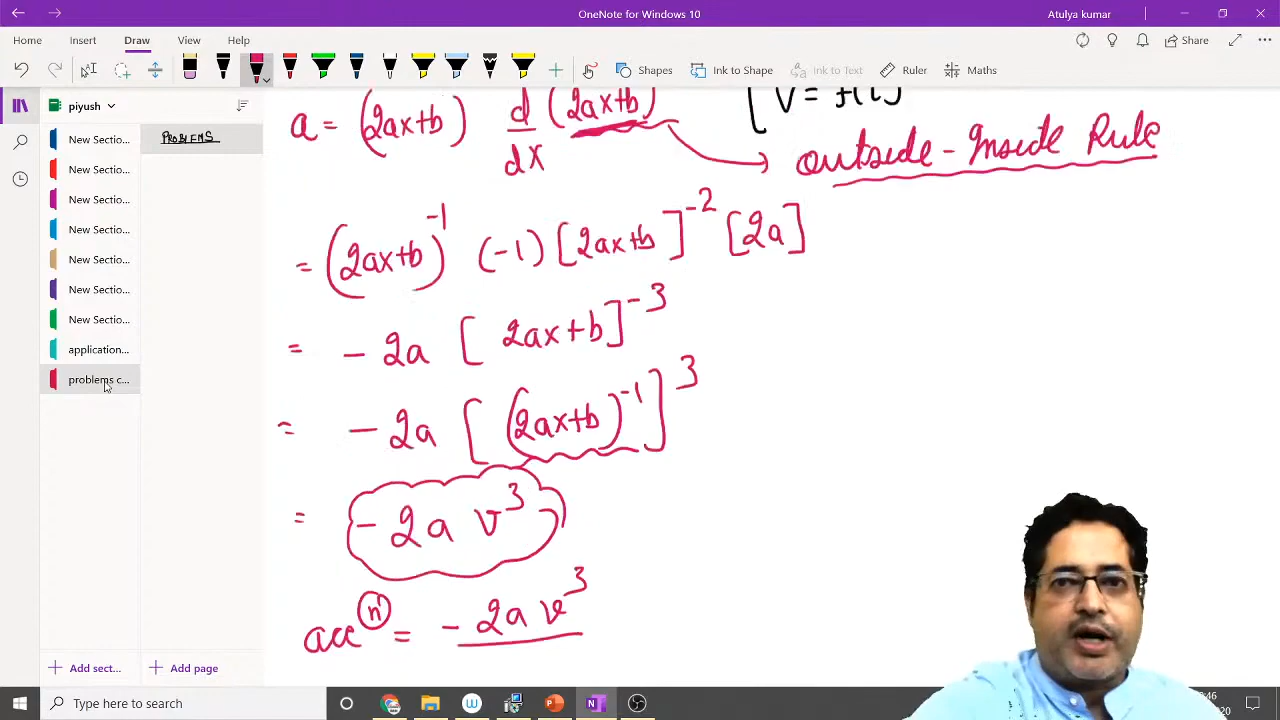 OneNote for Windows 10
Atulya kumar
Home Insert Draw View Help
Share
Shapes Ink to Shape Ink to Text Ruler Maths
piyush
New Sectio...
New Sectio...
New Sectio...
New Sectio...
New Sectio...
New Sectio...
New Sectio...
application...
problems c...
PROBLEMS
Add sect...
Add page
a = (2ax+b) d/dx (2ax+b)
[ v = f(t)
outside - Inside Rule
= (2ax+b)^-1 (-1) [2ax+b]^-2 [2a]
= - 2a [ 2ax+b]^-3
= - 2a [ (2ax+b)^-1 ]^3
= - 2a v^3
acc n' = - 2a v^3
Type here to search
46
20